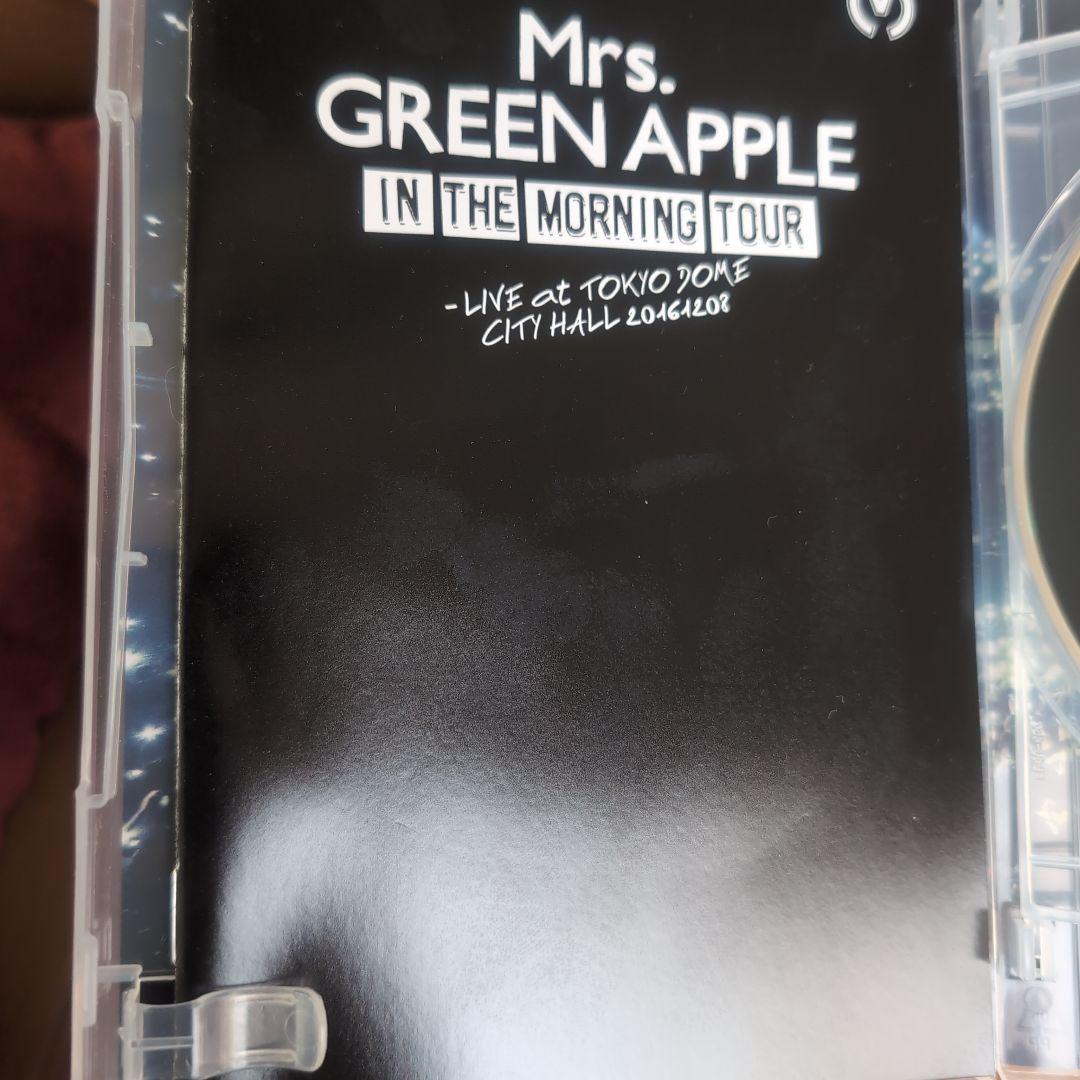 Mrs.
GREEN APPLE
IN THE MORNING TOUR
-LIVE at TOKYO DOME
CITY HALL 20161208